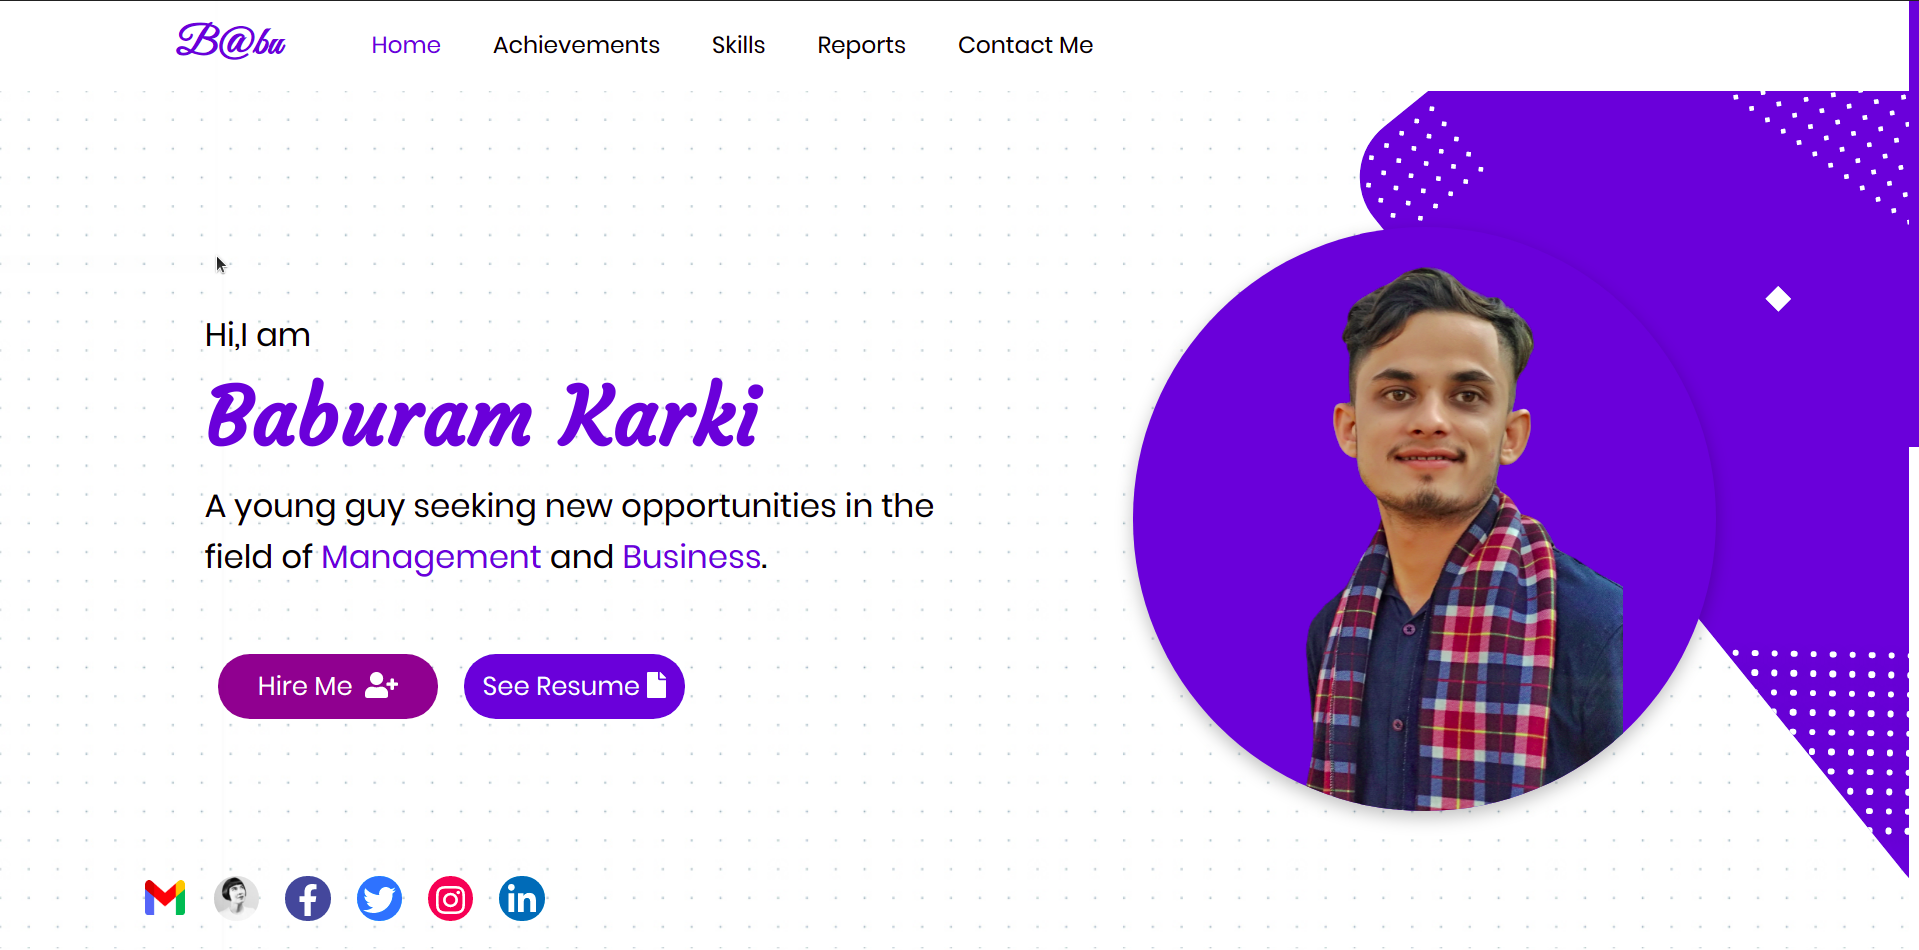 B@bu
Home
Achievements
Skills
Reports
Contact Me
Hi,I am
Baburam Karki
A young guy seeking new opportunities in the
field of Management and Business.
Hire Me
See Resume